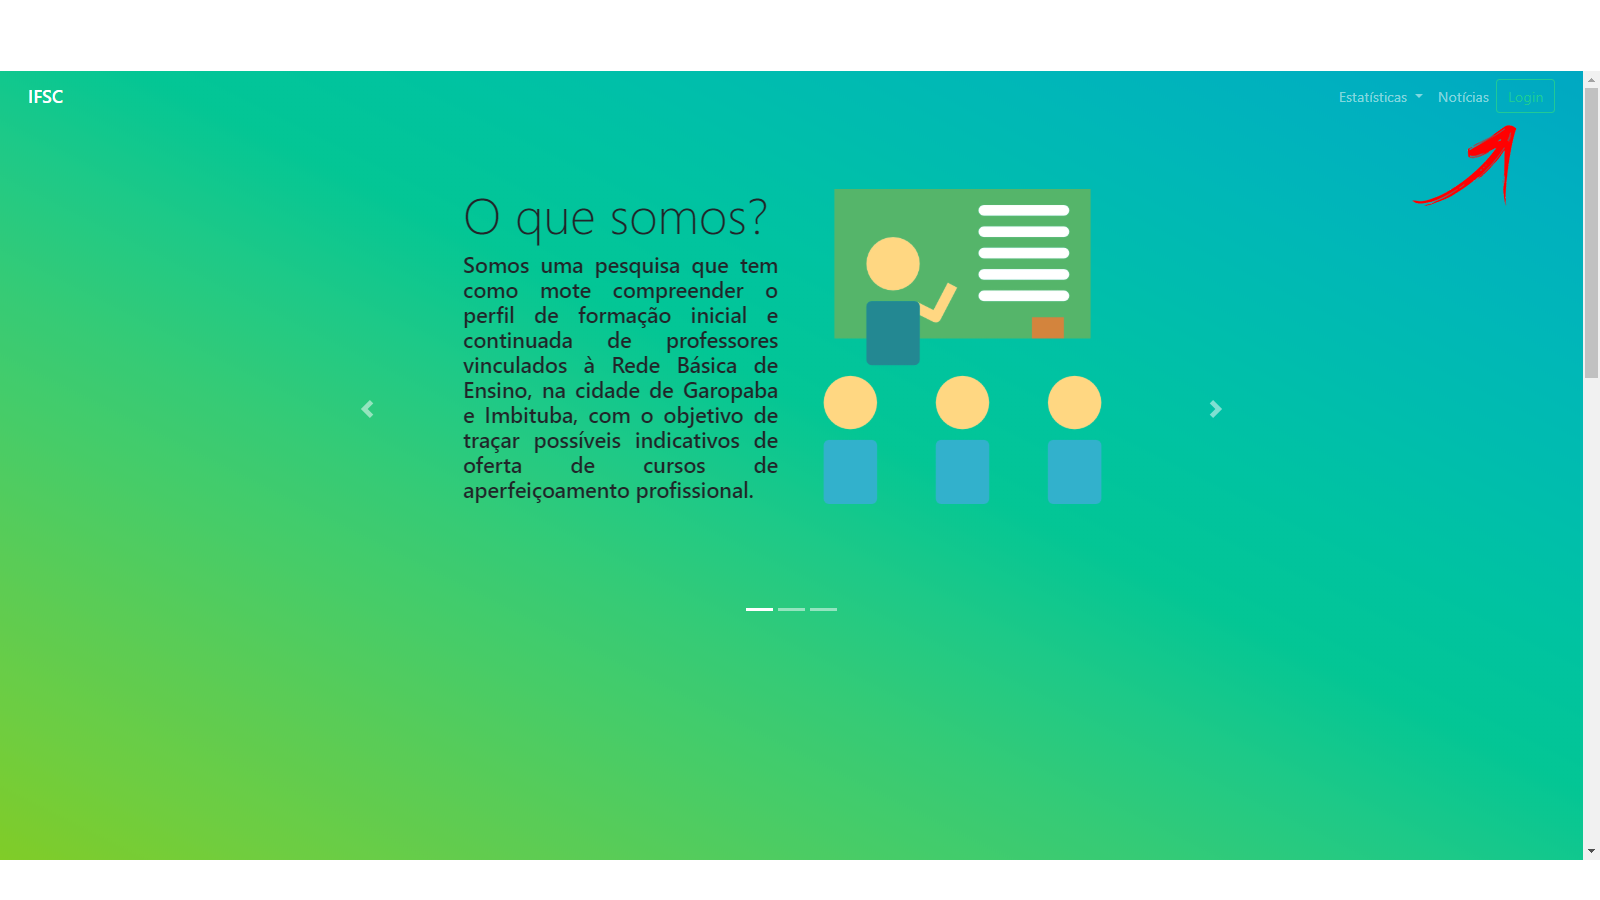 IFSC
Estatísticas
Notícias
Login
O que somos?
Somos uma pesquisa que tem
como mote compreender o
perfil de formação inicial e
continuada de professores
vinculados à Rede Básica de
Ensino, na cidade de Garopaba
e Imbituba, com o objetivo de
traçar possíveis indicativos de
oferta de cursos de
aperfeiçoamento profissional.